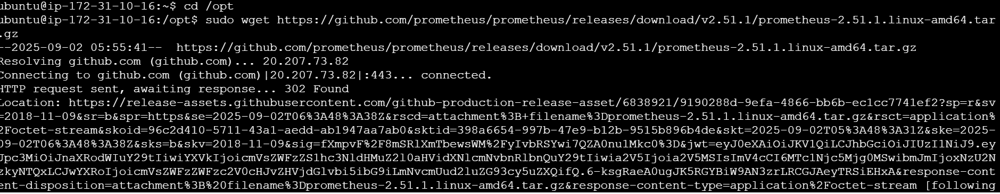 ubuntu@ip-172-31-10-16:~$ cd /opt
ubuntu@ip-172-31-10-16:/opt$ sudo wget https://github.com/prometheus/prometheus/releases/download/v2.51.1/prometheus-2.51.1.linux-amd64.tar
.gz
--2025-09-02 05:55:41--  https://github.com/prometheus/prometheus/releases/download/v2.51.1/prometheus-2.51.1.linux-amd64.tar.gz
Resolving github.com (github.com)... 20.207.73.82
Connecting to github.com (github.com)|20.207.73.82|:443... connected.
HTTP request sent, awaiting response... 302 Found
Location: https://release-assets.githubusercontent.com/github-production-release-asset/6838921/9190288d-9efa-4866-bb6b-ec1cc7741ef2?sp=r&sv
=2018-11-09&sr=b&spr=https&se=2025-09-02T06%3A48%3A38Z&rscd=attachment%3B+filename%3Dprometheus-2.51.1.linux-amd64.tar.gz&rsct=application%
2Foctet-stream&skoid=96c2d410-5711-43a1-aedd-ab1947aa7ab0&sktid=398a6654-997b-47e9-b12b-9515b896b4de&skt=2025-09-02T05%3A48%3A31Z&ske=2025-
09-02T06%3A48%3A38Z&sks=b&skv=2018-11-09&sig=fXmpvF%2F8mSRlXmTbewsWM%2FyIvbRSYwi7QZA0nu1Mkc0%3D&jwt=eyJ0eXAiOiJKV1QiLCJhbGciOiJIUzI1NiJ9.ey
Jpc3MiOiJnaXRodWIuY29tIiwiYXVkIjoicmVsZWFzZS1hc3NldHMuZ2l0aHVidXNlcmNvbnRlbnQuY29tIiwia2V5Ijoia2V5MSIsImV4cCI6MTc1Njc5Mjg0MSwibmJmIjoxNzU2N
zkyNTQxLCJwYXRoIjoicmVsZWFzZWFzc2V0cHJvZHVjdGlvbi5ibG9iLmNvcmUud2luZG93cy5uZXQifQ.6-ksgRaeA0ugJK5RGYBiW9AN3zrLRCGJAeyTRSiEHxA&response-cont
ent-disposition=attachment%3B%20filename%3Dprometheus-2.51.1.linux-amd64.tar.gz&response-content-type=application%2Foctet-stream [following